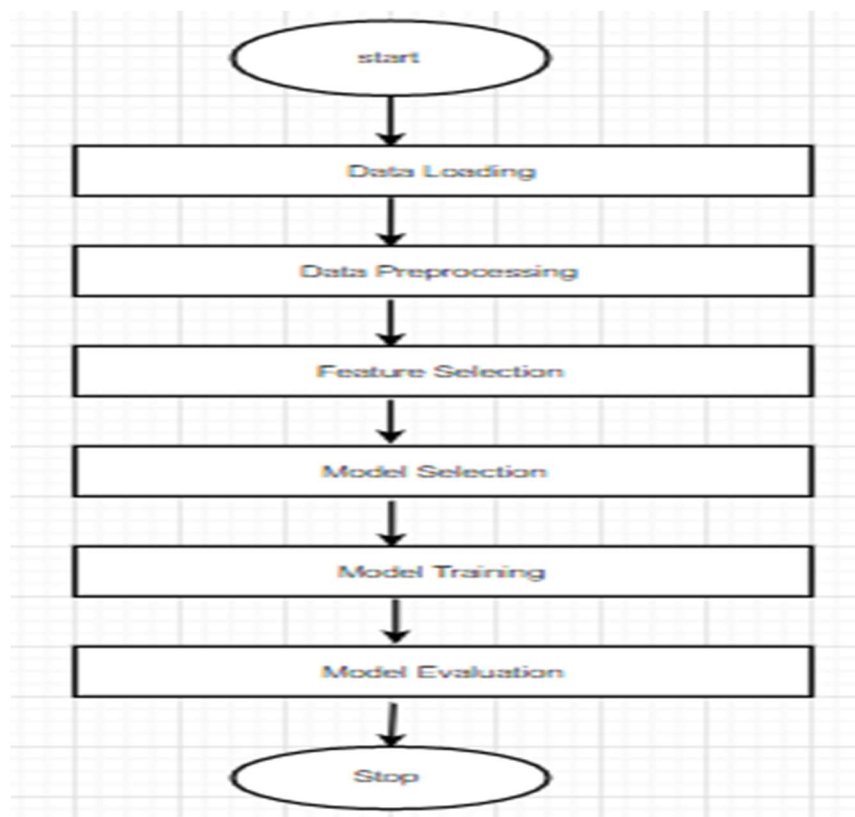 start
Data Loading
Data Preprocessing
Feature Selection
Model Selection
Model Training
Model Evaluation
Stop